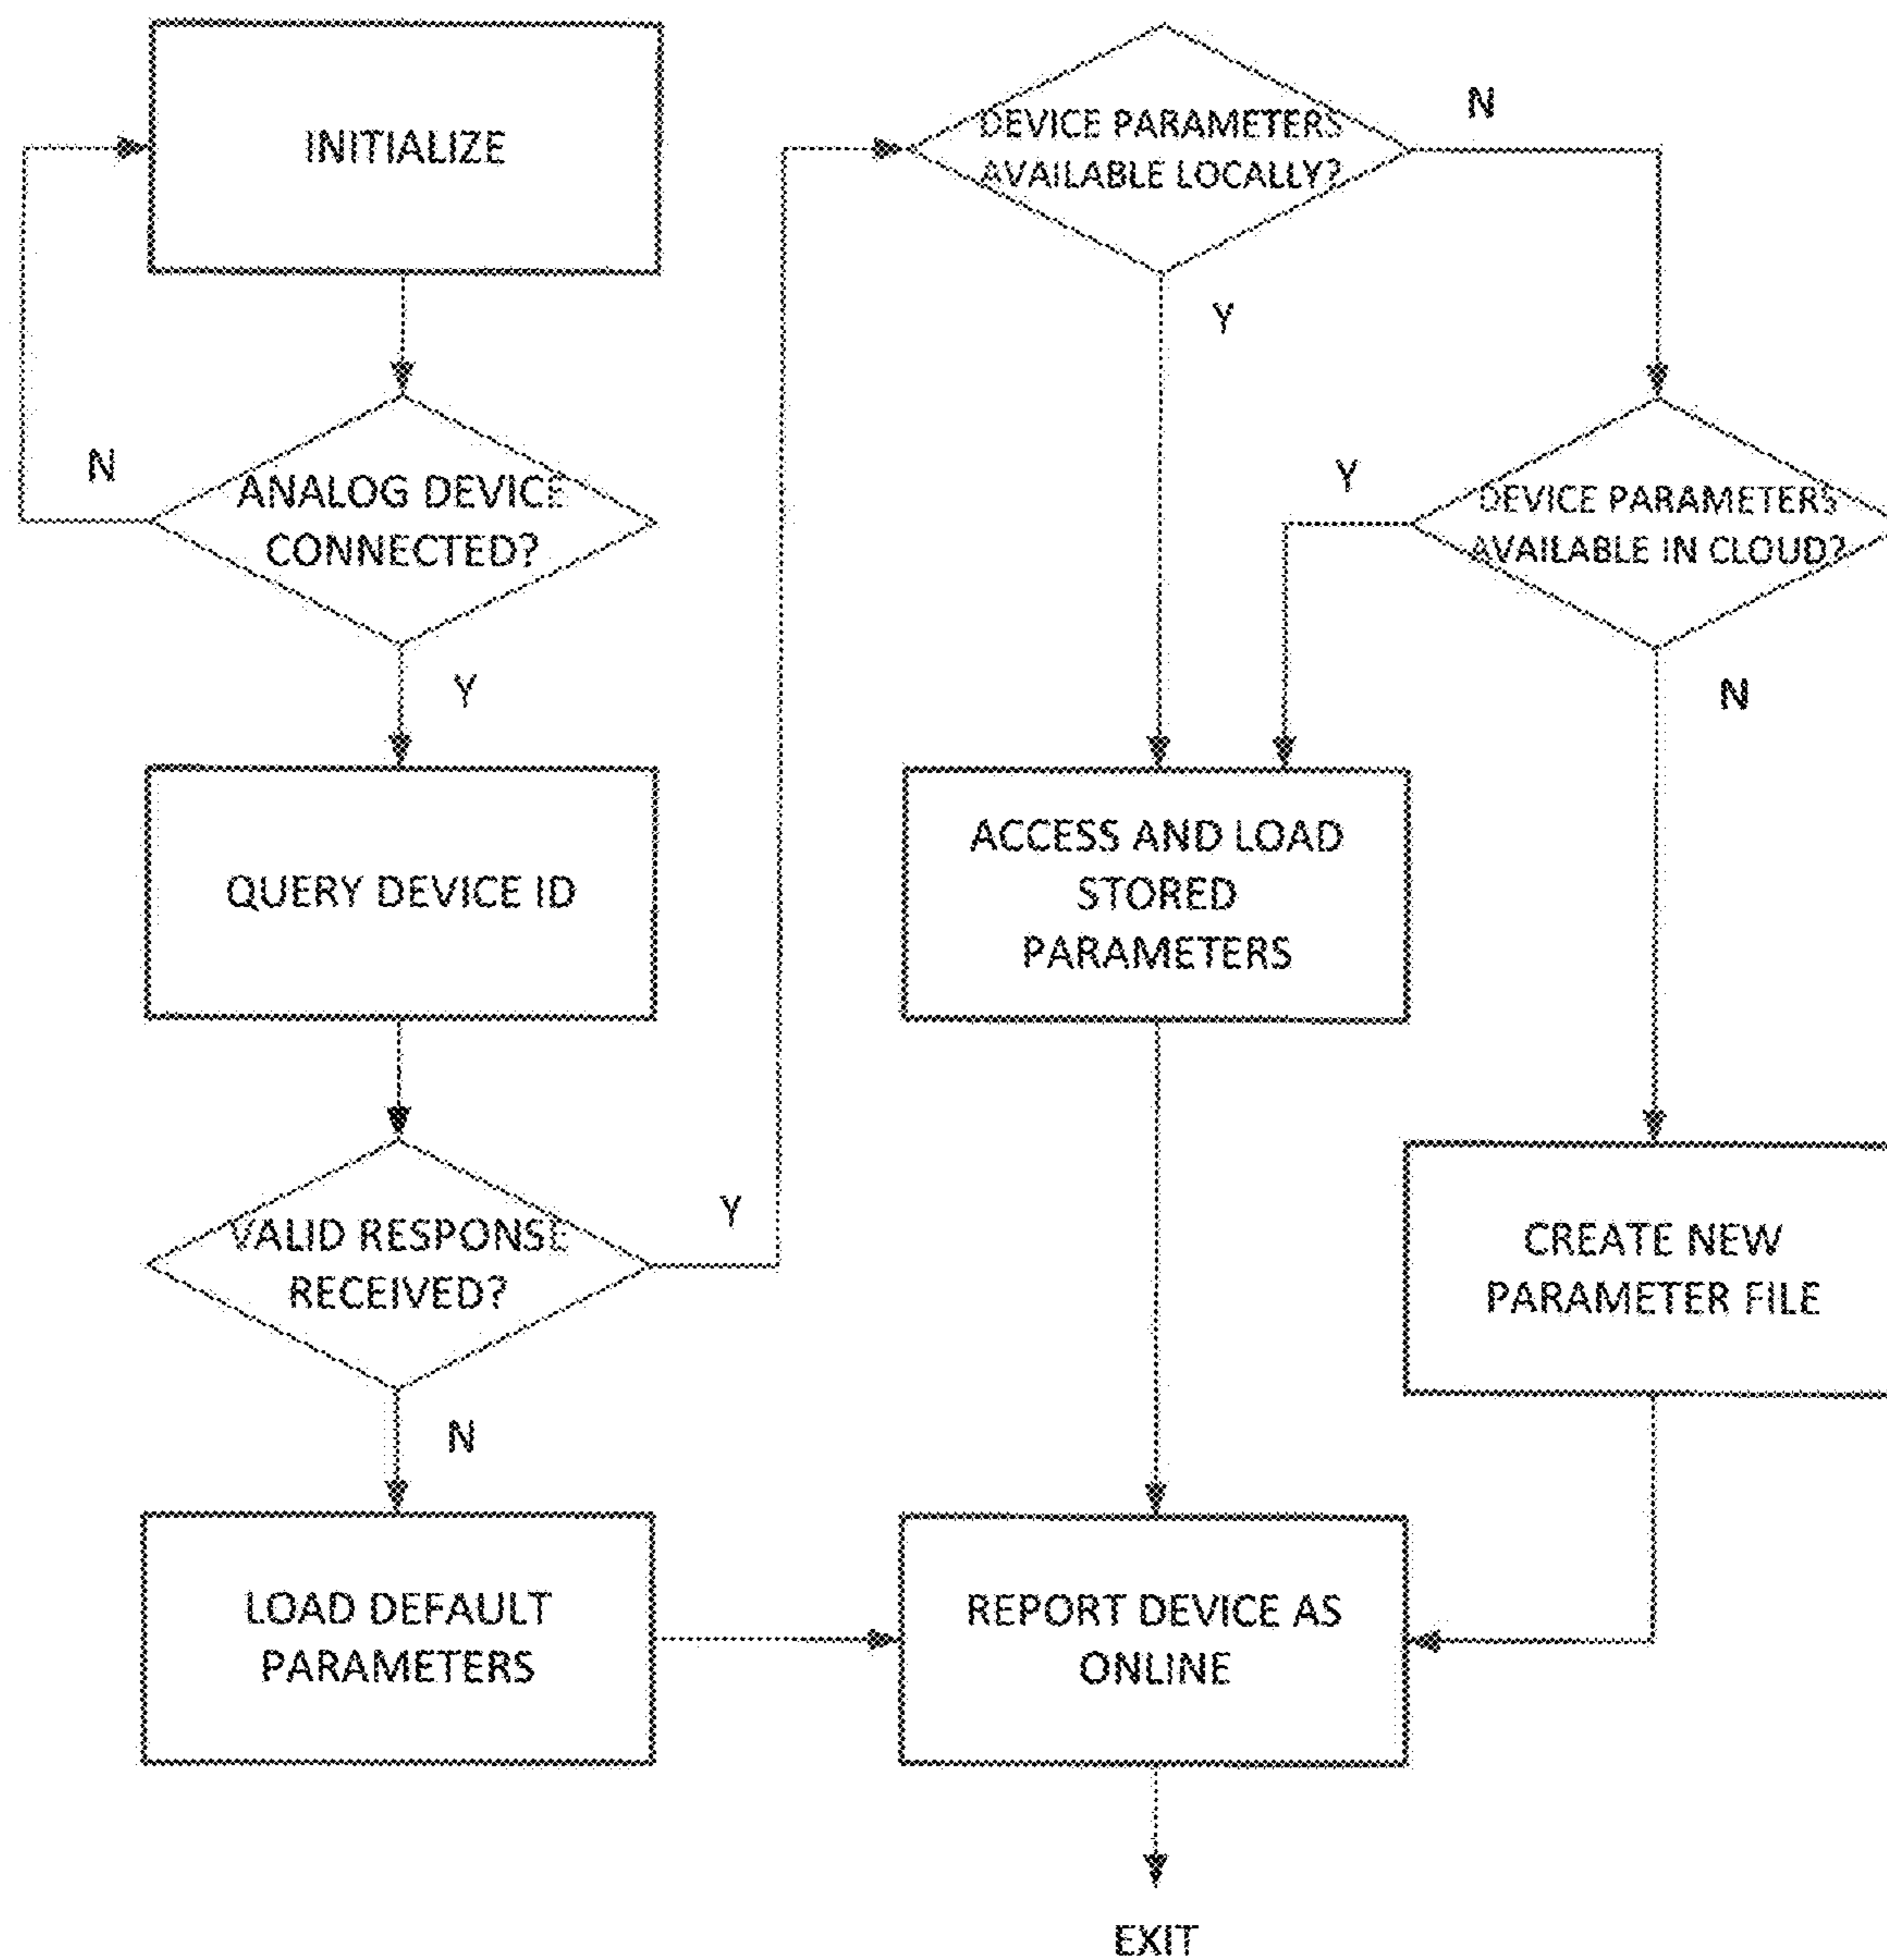 INITIALIZE
N
ANALOG DEVICE
CONNECTED?
Y
QUERY DEVICE ID
VALID RESPONSE
RECEIVED?
Y
N
LOAD DEFAULT
PARAMETERS
DEVICE PARAMETERS
AVAILABLE LOCALLY?
N
Y
DEVICE PARAMETERS
AVAILABLE IN CLOUD?
Y
N
ACCESS AND LOAD
STORED
PARAMETERS
CREATE NEW
PARAMETER FILE
REPORT DEVICE AS
ONLINE
EXIT